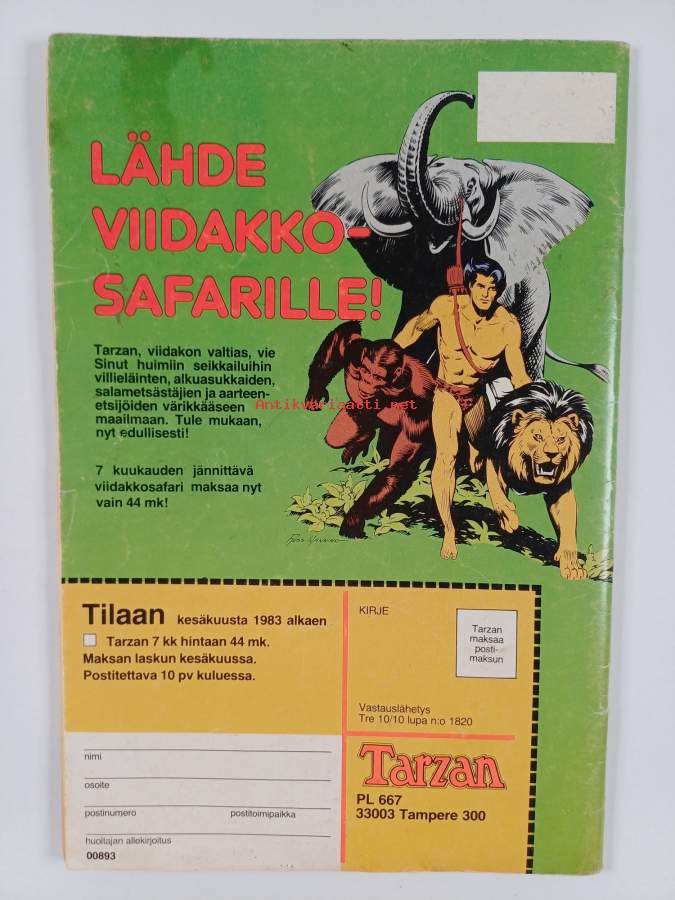 LÄHDE
VIIDAKKO-
SAFARILLE!
Tarzan, viidakon valtias, vie
Sinut huimiin seikkailuihin
villieläinten, alkuasukkaiden,
salametsästäjien ja aarteen-
etsijöiden värikkääseen
maailmaan. Tule mukaan,
nyt edullisesti!
7 kuukauden jännittävä
viidakkosafari maksaa nyt
vain 44 mk!
Antikvariaatti.net
Tilaan kesäkuusta 1983 alkaen
Tarzan 7 kk hintaan 44 mk.
Maksan laskun kesäkuussa.
Postitettava 10 pv kuluessa.
nimi
osoite
postinumero postitoimipaikka
huoltajan allekirjoitus
00893
KIRJE
Tarzan
maksaa
posti-
maksun
Vastauslähetys
Tre 10/10 lupa n:o 1820
Tarzan
PL 667
33003 Tampere 300